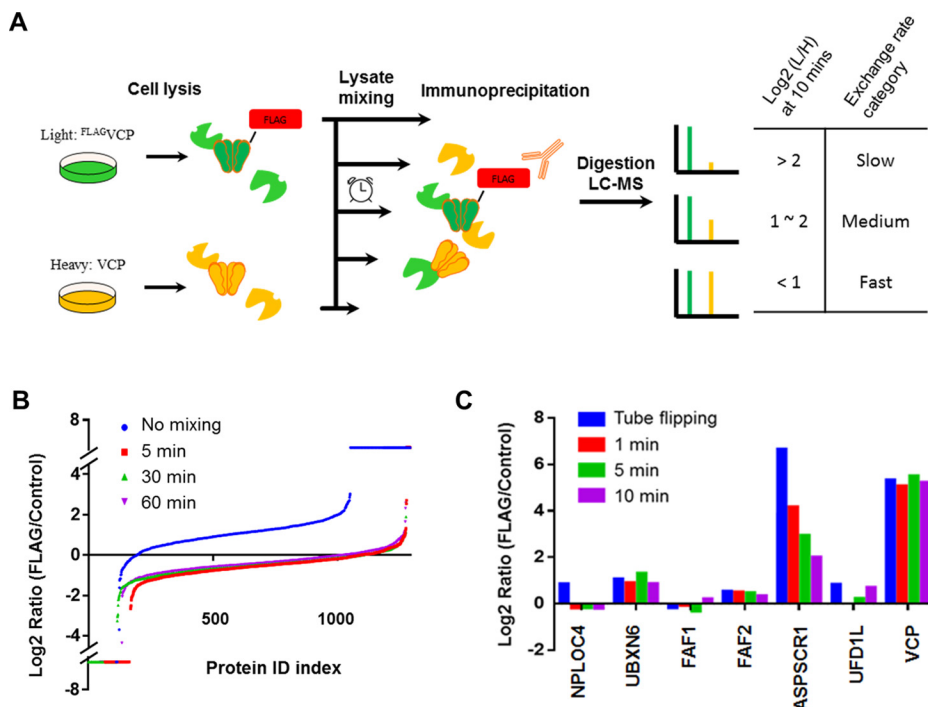 A
Cell lysis
Lysate
mixing
Immunoprecipitation
Light: FLAGVCP
FLAG
FLAG
Digestion
LC-MS
Heavy: VCP
Log2 (L/H)
at 10 mins
Exchange rate
category
> 2 Slow
1 ~ 2 Medium
< 1 Fast
B
Log2 Ratio (FLAG/Control)
8
4
2
0
-2
-4
-8
No mixing
5 min
30 min
60 min
500
1000
Protein ID index
C
Log2 Ratio (FLAG/Control)
8
6
4
2
0
-2
Tube flipping
1 min
5 min
10 min
NPLOC4
UBXN6
FAF1
FAF2
ASPSCR1
UFD1L
VCP